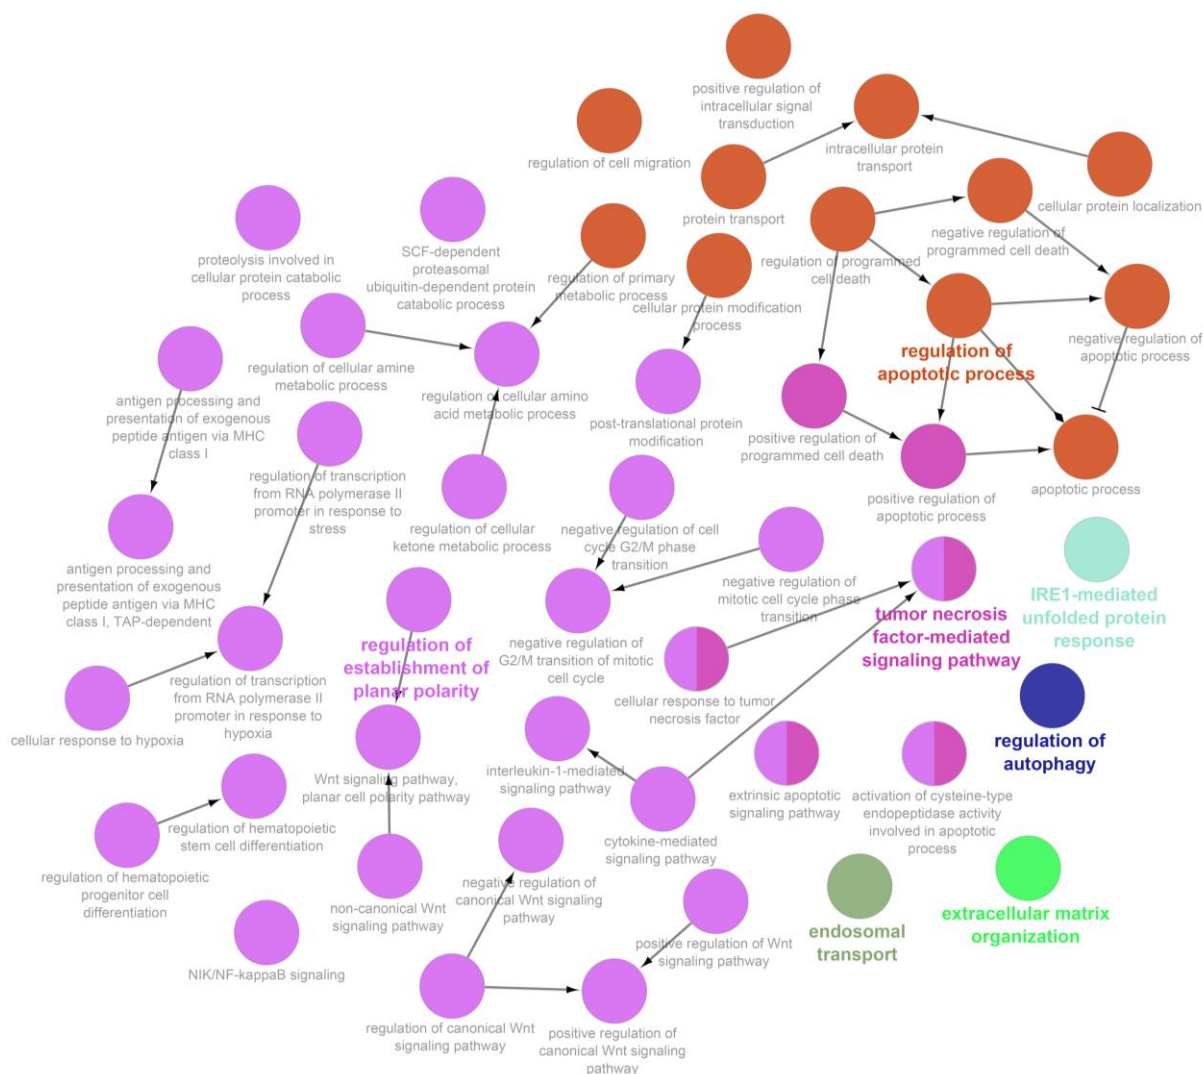 positive regulation of
intracellular signal
transduction
regulation of cell migration
intracellular protein
transport
cellular protein localization
protein transport
negative regulation of
programmed cell death
proteolysis involved in
cellular protein catabolic
process
SCF-dependent
proteasomal
ubiquitin-dependent protein
catabolic process
regulation of primary
metabolic process
cellular protein modification
process
regulation of programmed
cell death
negative regulation of
apoptotic process
regulation of
apoptotic process
regulation of cellular amine
metabolic process
regulation of cellular amino
acid metabolic process
antigen processing and
presentation of exogenous
peptide antigen via MHC
class I
post-translational protein
modification
positive regulation of
programmed cell death
regulation of transcription
from RNA polymerase II
promoter in response to
stress
positive regulation of
apoptotic process
apoptotic process
regulation of cellular
ketone metabolic process
negative regulation of cell
cycle G2/M phase
transition
antigen processing and
presentation of exogenous
peptide antigen via MHC
class I, TAP-dependent
negative regulation of
mitotic cell cycle phase
transition
IRE1-mediated
unfolded protein
response
tumor necrosis
factor-mediated
signaling pathway
regulation of
establishment of
planar polarity
negative regulation of
G2/M transition of mitotic
cell cycle
regulation of transcription
from RNA polymerase II
promoter in response to
hypoxia
cellular response to tumor
necrosis factor
cellular response to hypoxia
regulation of
autophagy
Wnt signaling pathway,
planar cell polarity pathway
interleukin-1-mediated
signaling pathway
extrinsic apoptotic
signaling pathway
activation of cysteine-type
endopeptidase activity
involved in apoptotic
process
regulation of hematopoietic
stem cell differentiation
cytokine-mediated
signaling pathway
regulation of hematopoietic
progenitor cell
differentiation
negative regulation of
canonical Wnt signaling
pathway
non-canonical Wnt
signaling pathway
extracellular matrix
organization
endosomal
transport
positive regulation of Wnt
signaling pathway
NIK/NF-kappaB signaling
regulation of canonical Wnt
signaling pathway
positive regulation of
canonical Wnt signaling
pathway